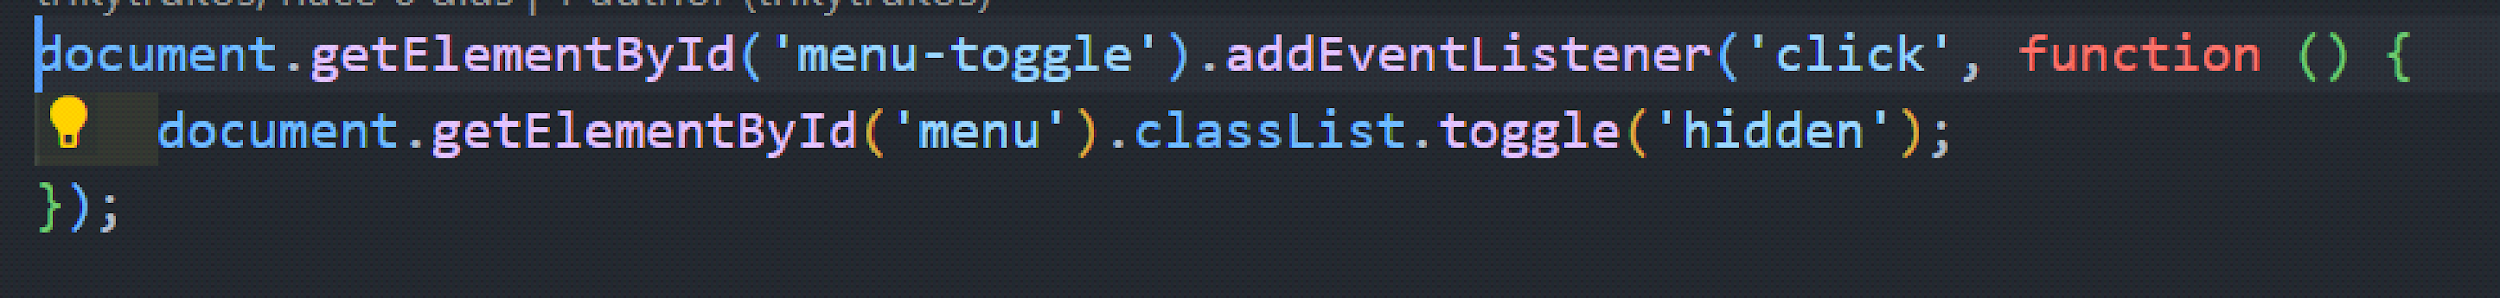 document.getElementById('menu-toggle').addEventListener('click', function () {
    document.getElementById('menu').classList.toggle('hidden');
});